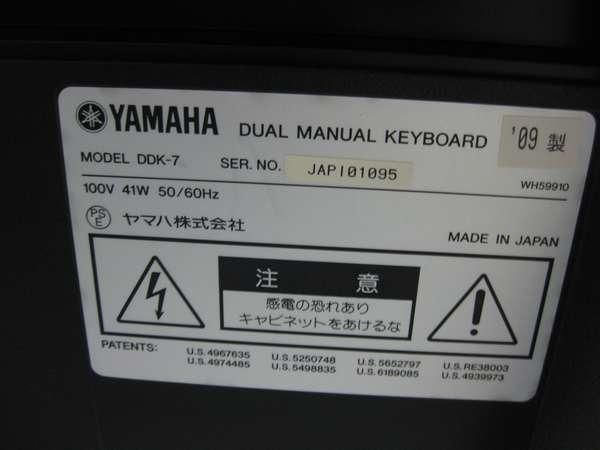 YAMAHA DUAL MANUAL KEYBOARD '09 製
MODEL DDK-7 SER. NO. JAPI01095
WH59910
100V 41W 50/60Hz
PSE ヤマハ株式会社
MADE IN JAPAN
注 意
感電の恐れあり
キャビネットをあけるな
PATENTS: U.S.4967635 U.S.5250748 U.S.5652797 U.S.RE38003
U.S.4974485 U.S.5498835 U.S.6189085 U.S.4939973